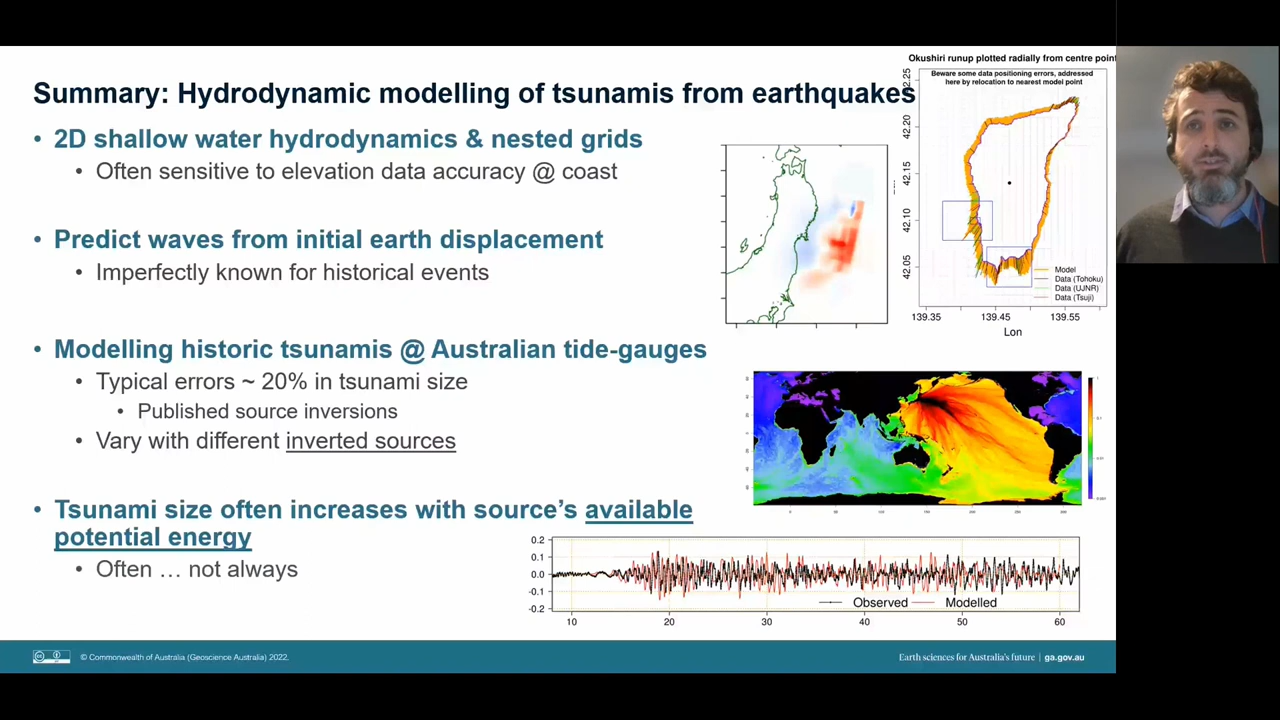 Summary: Hydrodynamic modelling of tsunamis from earthquakes
• 2D shallow water hydrodynamics & nested grids
• Often sensitive to elevation data accuracy @ coast
• Predict waves from initial earth displacement
• Imperfectly known for historical events
• Modelling historic tsunamis @ Australian tide-gauges
• Typical errors ~ 20% in tsunami size
• Published source inversions
• Vary with different inverted sources
• Tsunami size often increases with source's available
potential energy
• Often … not always
Okushiri runup plotted radially from centre point
Beware some data positioning errors, addressed
here by relocation to nearest model point
42.25
42.20
42.15
42.10
42.05
Model
Data (Tohoku)
Data (UJNR)
Data (Tsuji)
139.35 139.45 139.55
Lon
0.2
0.1
0.0
-0.1
-0.2
Observed Modelled
10 20 30 40 50 60
© Commonwealth of Australia (Geoscience Australia) 2022.
Earth sciences for Australia's future | ga.gov.au